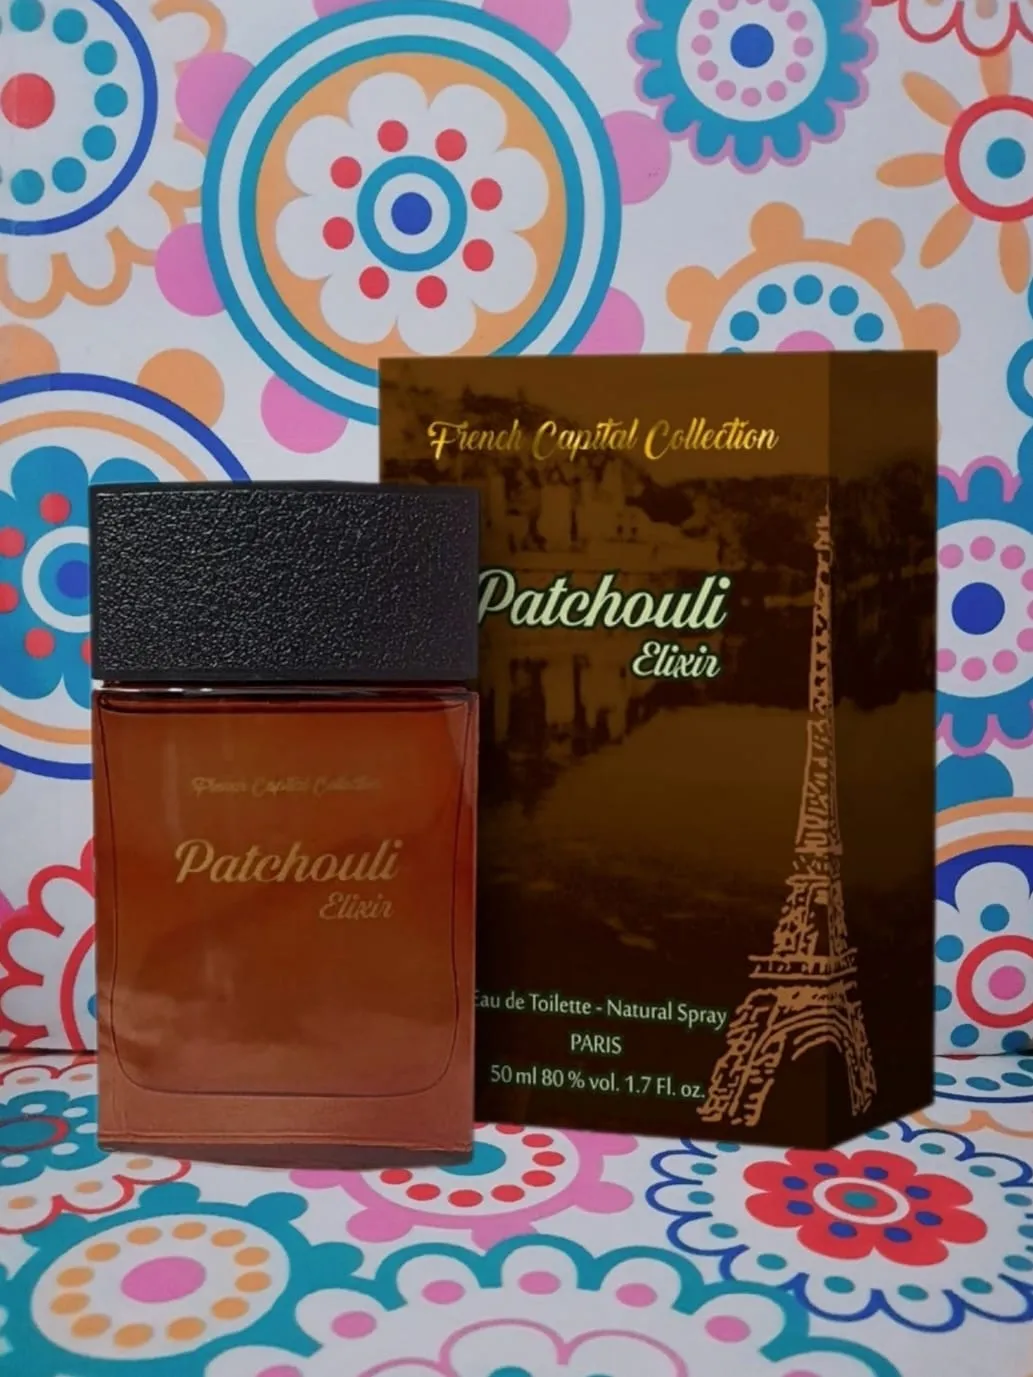 French Capital Collection
Patchouli
Elixir
Eau de Toilette - Natural Spray
PARIS
50 ml 80 % vol. 1.7 Fl. oz.
French Capital Collection
Patchouli
Elixir